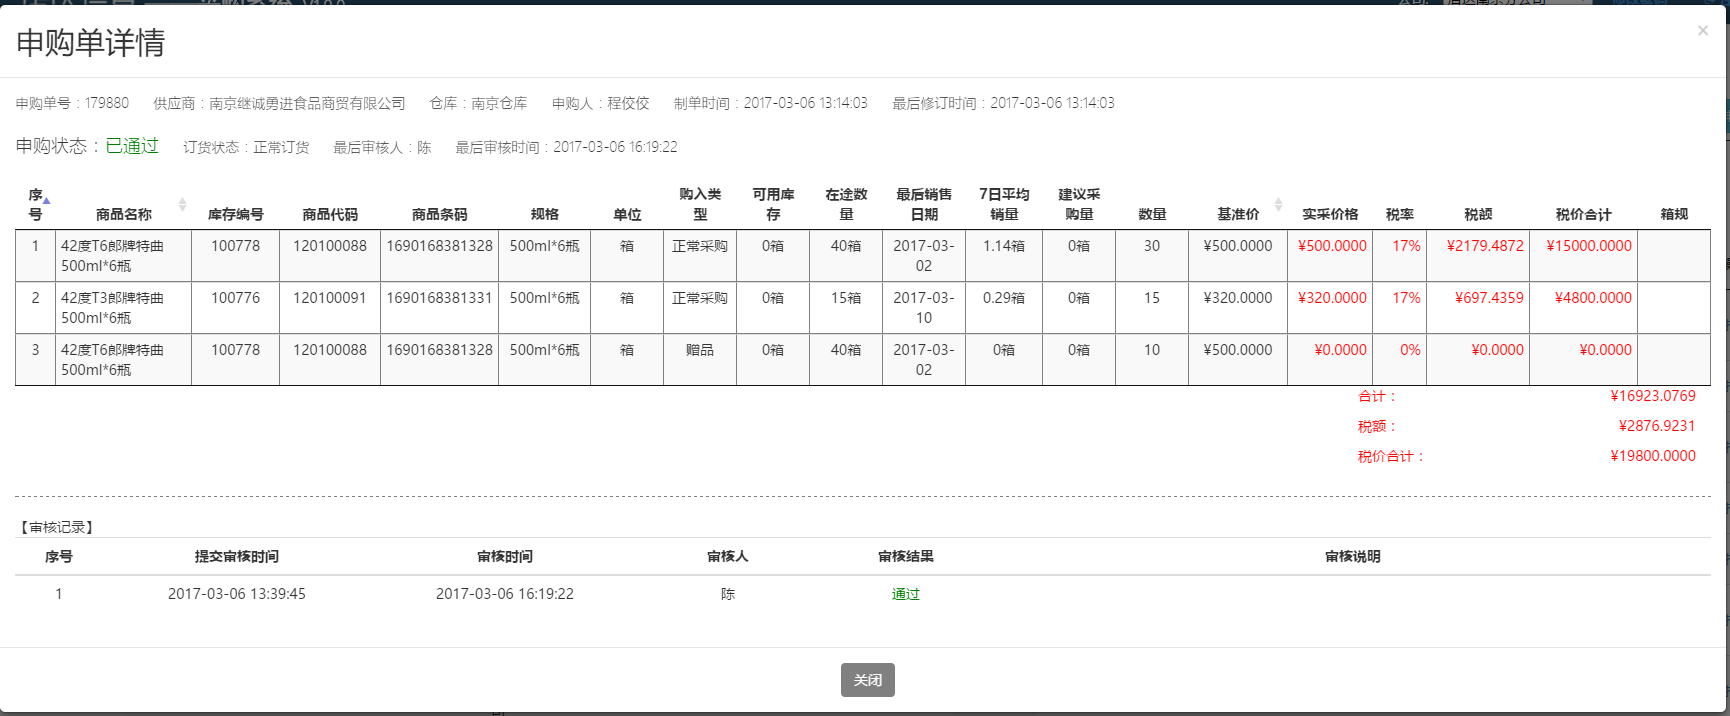 申购单详情
×
申购单号：179880 供应商：南京继诚勇进食品商贸有限公司 仓库：南京仓库 申购人：程佼佼 制单时间：2017-03-06 13:14:03 最后修订时间：2017-03-06 13:14:03
申购状态：已通过 订货状态：正常订货 最后审核人：陈 最后审核时间：2017-03-06 16:19:22
序号 商品名称 库存编号 商品代码 商品条码 规格 单位 购入类型 可用库存 在途数量 最后销售日期 7日平均销量 建议采购量 数量 基准价 实采价格 税率 税额 税价合计 箱规
1 42度T6郎牌特曲500ml*6瓶 100778 120100088 1690168381328 500ml*6瓶 箱 正常采购 0箱 40箱 2017-03-02 1.14箱 0箱 30 ¥500.0000 ¥500.0000 17% ¥2179.4872 ¥15000.0000
2 42度T3郎牌特曲500ml*6瓶 100776 120100091 1690168381331 500ml*6瓶 箱 正常采购 0箱 15箱 2017-03-10 0.29箱 0箱 15 ¥320.0000 ¥320.0000 17% ¥697.4359 ¥4800.0000
3 42度T6郎牌特曲500ml*6瓶 100778 120100088 1690168381328 500ml*6瓶 箱 赠品 0箱 40箱 2017-03-02 0箱 0箱 10 ¥500.0000 ¥0.0000 0% ¥0.0000 ¥0.0000
合计： ¥16923.0769
税额： ¥2876.9231
税价合计： ¥19800.0000
【审核记录】
序号 提交审核时间 审核时间 审核人 审核结果 审核说明
1 2017-03-06 13:39:45 2017-03-06 16:19:22 陈 通过
关闭